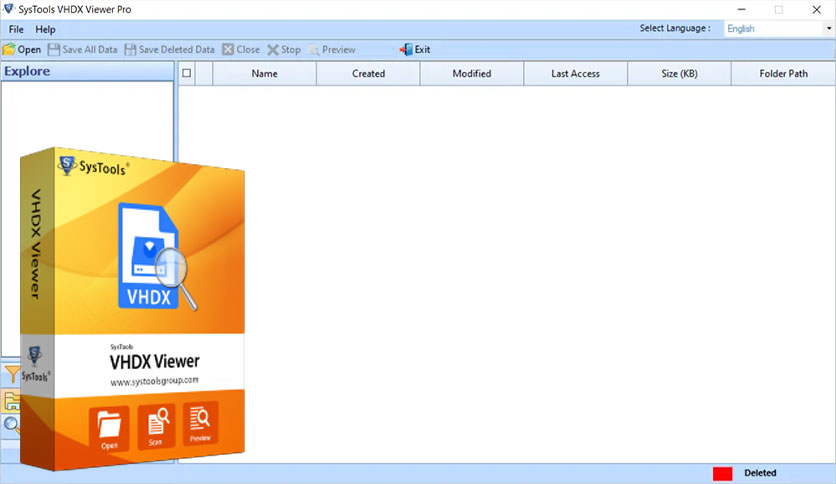 SysTools VHDX Viewer Pro
File Help Select Language : English
Open Save All Data Save Deleted Data Close Stop Preview Exit
Explore
Name Created Modified Last Access Size (KB) Folder Path
SysTools®
VHDX Viewer
VHDX
SysTools
VHDX Viewer
www.systoolsgroup.com
SysTools®
Open Scan Preview
Deleted